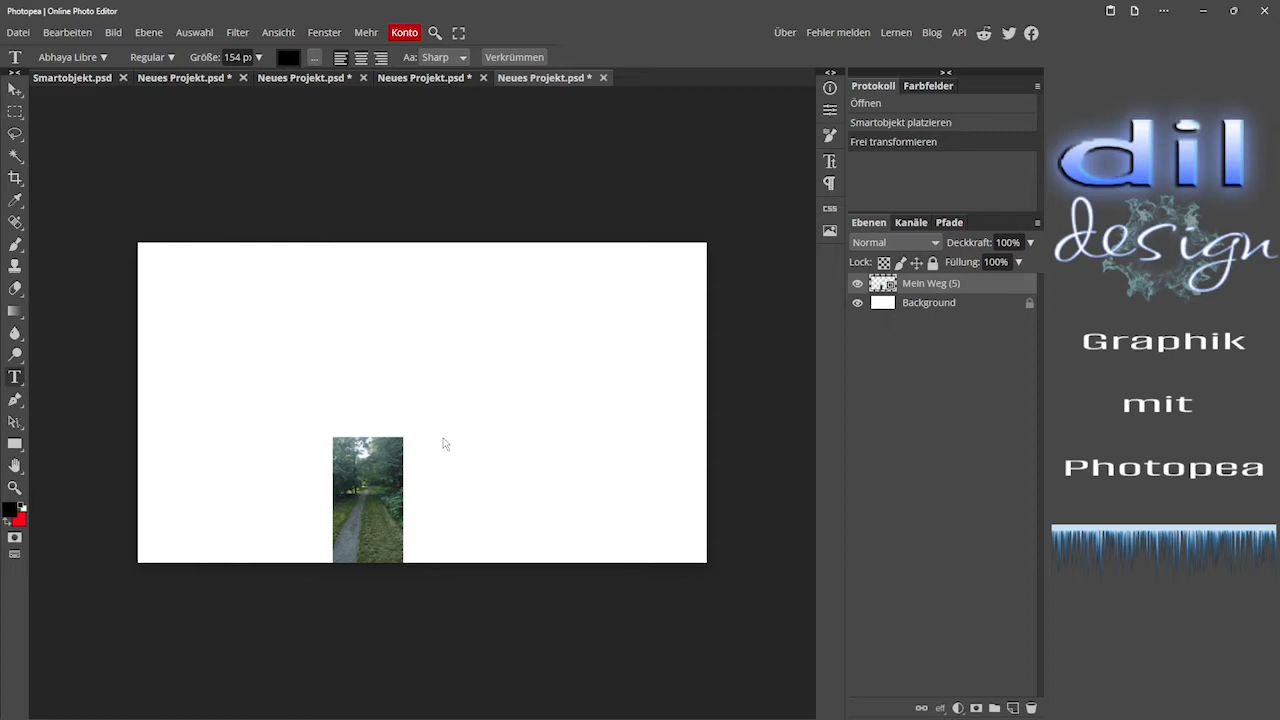 Photopea | Online Photo Editor
Datei Bearbeiten Bild Ebene Auswahl Filter Ansicht Fenster Mehr Konto Über Fehler melden Lernen Blog API
Abhaya Libre Regular Größe: 154 p ... Aa: Sharp Verkrümmen
Smartobjekt.psd Neues Projekt.psd * Neues Projekt.psd * Neues Projekt.psd * Neues Projekt.psd *
Protokoll Farbfelder
Öffnen
Smartobjekt platzieren
Frei transformieren
Ebenen Kanäle Pfade
Normal Deckkraft: 100%
Lock: Füllung: 100%
Mein Weg (5)
Background
CSS
eff
dil
design
Graphik
mit
Photopea